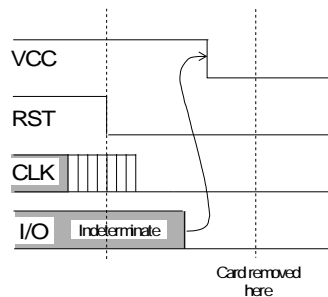 VCC
RST
CLK
I/O Indeterminate
Card removed
here